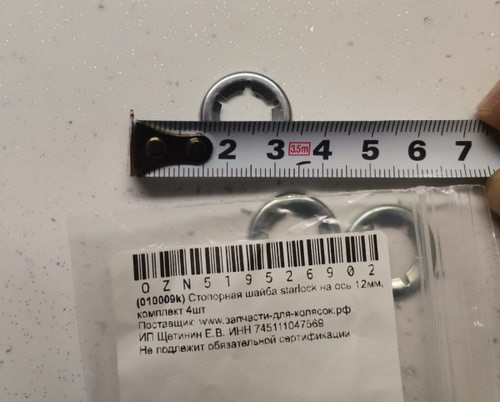 2 3 3.5m 4 5 6 7
OZN519526902
(010009k) Стопорная шайба starlock на ось 12мм,
комплект 4шт
Поставщик: www.запчасти-для-колясок.рф
ИП Щетинин Е.В. ИНН 745111047569
Не подлежит обязательной сертификации